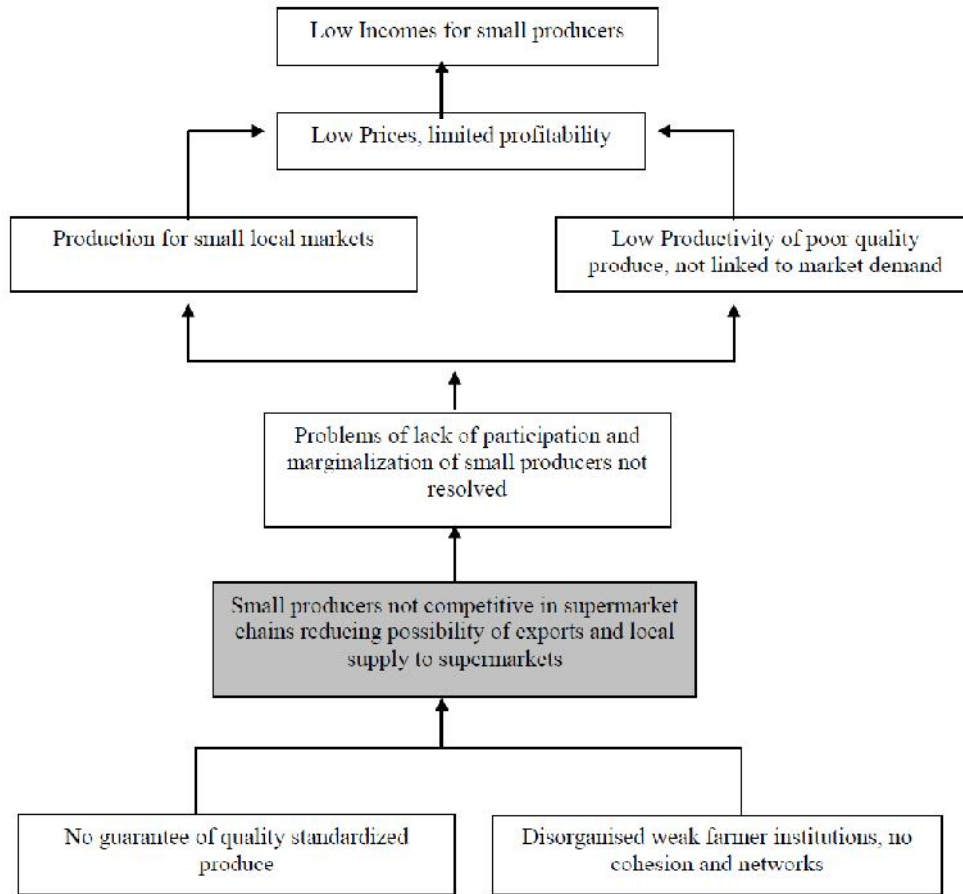 Low Incomes for small producers
Low Prices, limited profitability
Production for small local markets
Low Productivity of poor quality
produce, not linked to market demand
Problems of lack of participation and
marginalization of small producers not
resolved
Small producers not competitive in supermarket
chains reducing possibility of exports and local
supply to supermarkets
No guarantee of quality standardized
produce
Disorganised weak farmer institutions, no
cohesion and networks